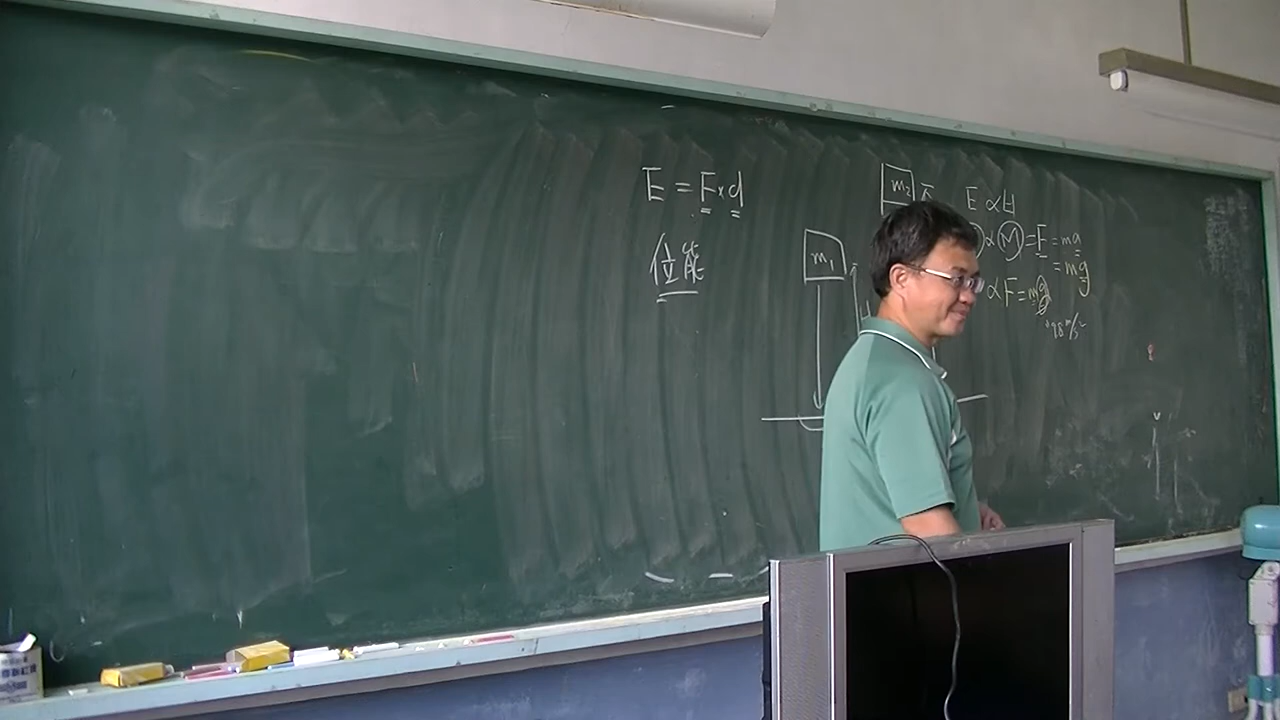 E = F×d
位能
m₁
m₂
E ∝ H
∝ M = F = ma
= mg
∝ F = mg
9.8 m/s²